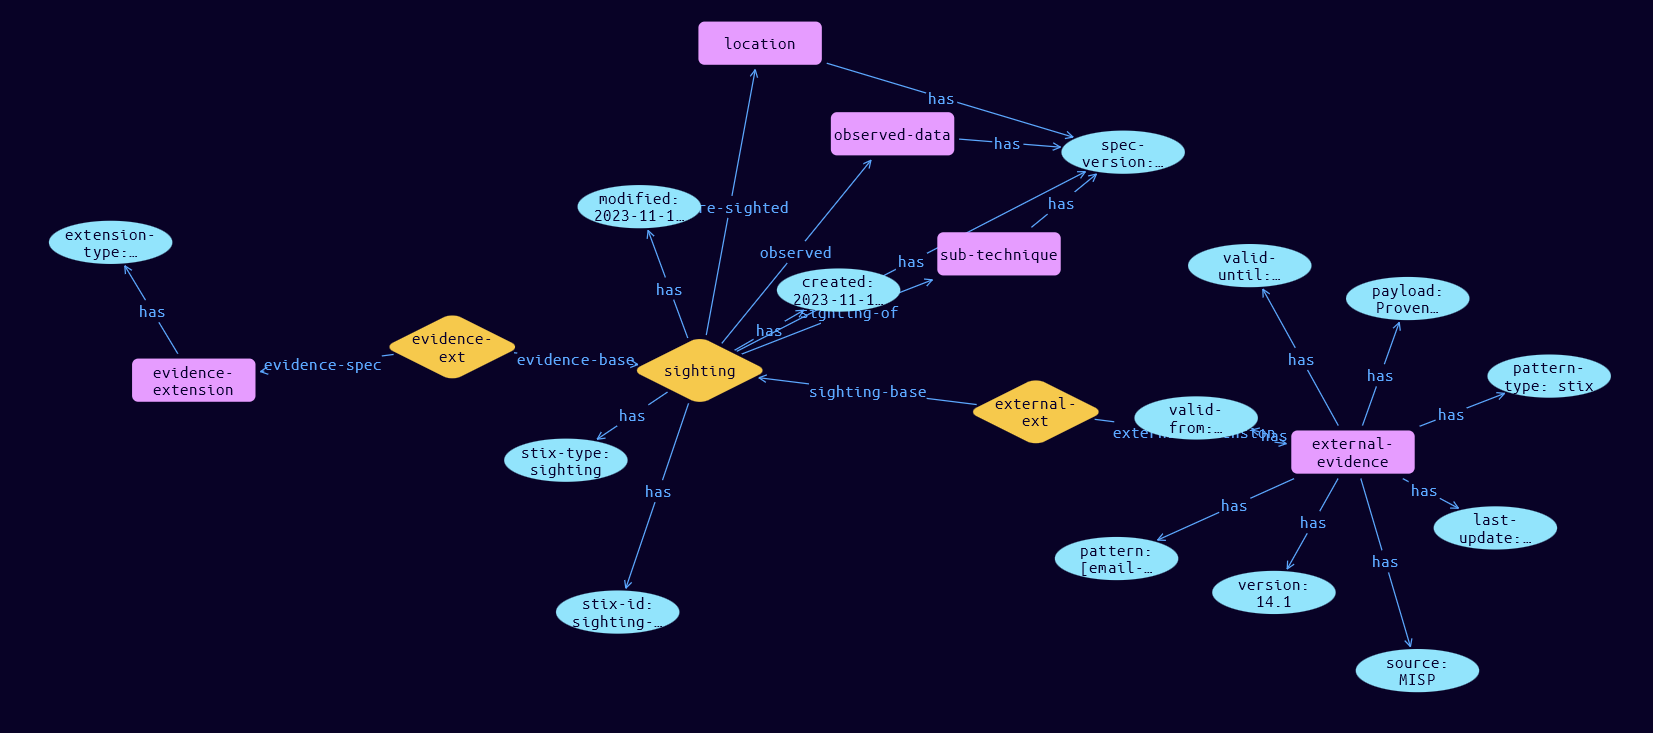 location
has
observed-data
has
spec-
version:…
modified:
2023-11-1…
re-sighted
has
extension-
type:…
observed
sub-technique
has
valid-
until:…
has
created:
2023-11-1…
payload:
Proven…
has
sighting-of
has
evidence-
ext
evidence-base
evidence-spec
evidence-
extension
sighting
has
has
pattern-
type: stix
sighting-base
external-
ext
valid-
from:…
has
has
has
external-
evidence
stix-type:
sighting
has
has
has
last-
update:…
has
has
pattern:
[email-…
has
version:
14.1
stix-id:
sighting-…
source:
MISP